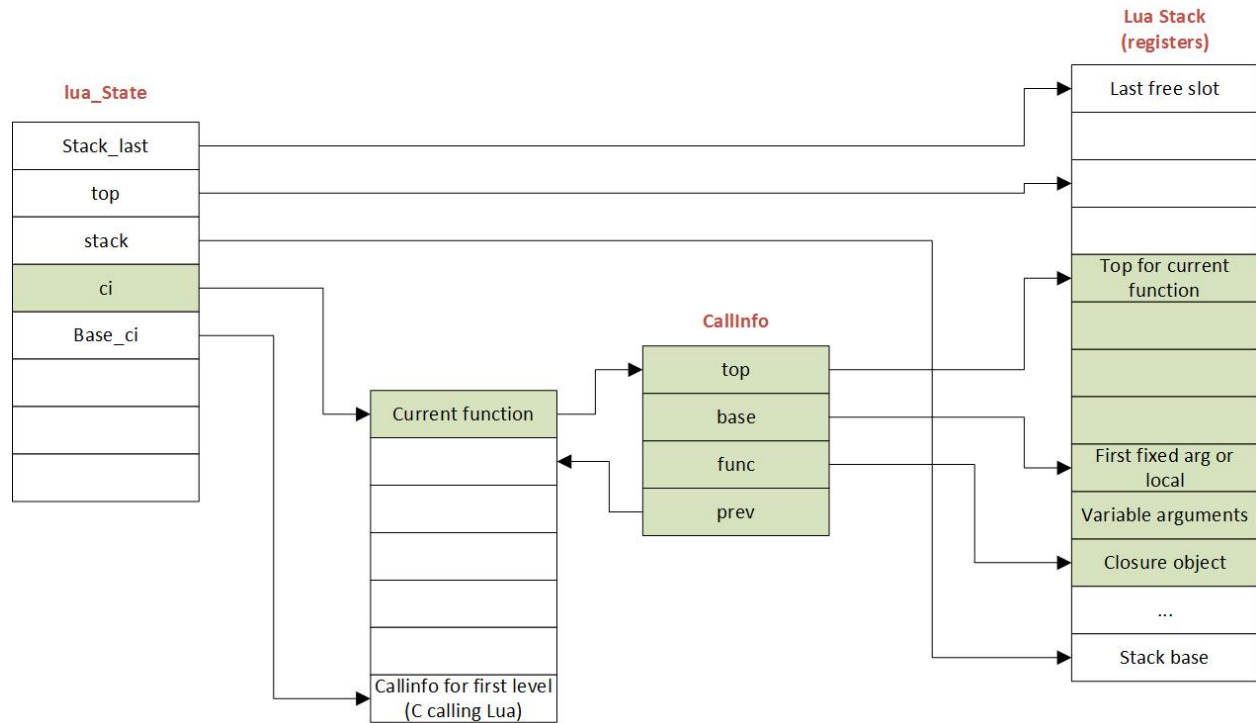 lua_State
Stack_last
top
stack
ci
Base_ci
Current function
Callinfo for first level
(C calling Lua)
CallInfo
top
base
func
prev
Lua Stack
(registers)
Last free slot
Top for current
function
First fixed arg or
local
Variable arguments
Closure object
...
Stack base